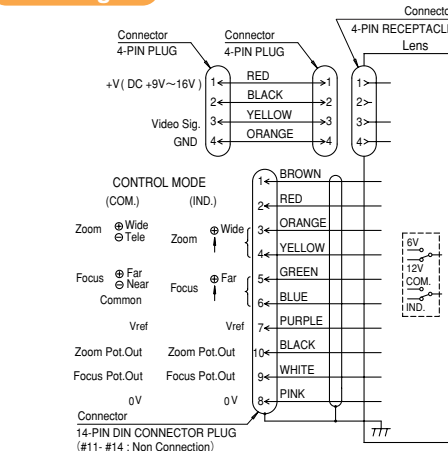 Connector
4-PIN PLUG
Connector
4-PIN PLUG
4-PIN RECEPTACLE
Lens
+V ( DC +9V～16V )
1 RED 1 1
2 BLACK 2 2
Video Sig. 3 YELLOW 3 3
GND 4 ORANGE 4 4
CONTROL MODE
(COM.) (IND.)
1 BROWN
2 RED
Zoom ⊕ Wide
⊖ Tele
Zoom ⊕ Wide
3 ORANGE
4 YELLOW
Focus ⊕ Far
⊖ Near
Common
Focus ⊕ Far
5 GREEN
6 BLUE
Vref Vref 7 PURPLE
Zoom Pot.Out Zoom Pot.Out 10 BLACK
Focus Pot.Out Focus Pot.Out 9 WHITE
0V 0V 8 PINK
6V
12V
COM.
IND.
Connector
14-PIN DIN CONNECTOR PLUG
(#11- #14 : Non Connection)